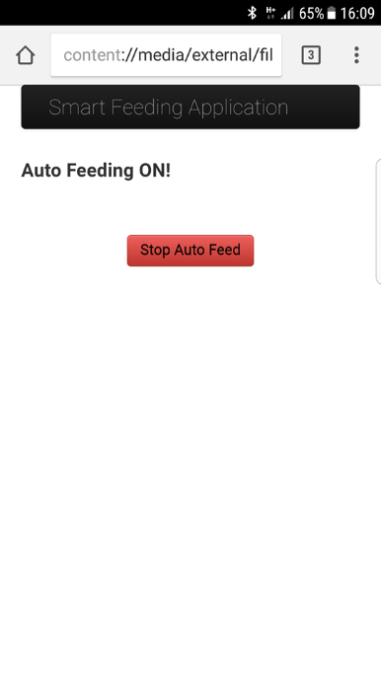 H+ 65% 16:09
content://media/external/fil 3
Smart Feeding Application
Auto Feeding ON!
Stop Auto Feed